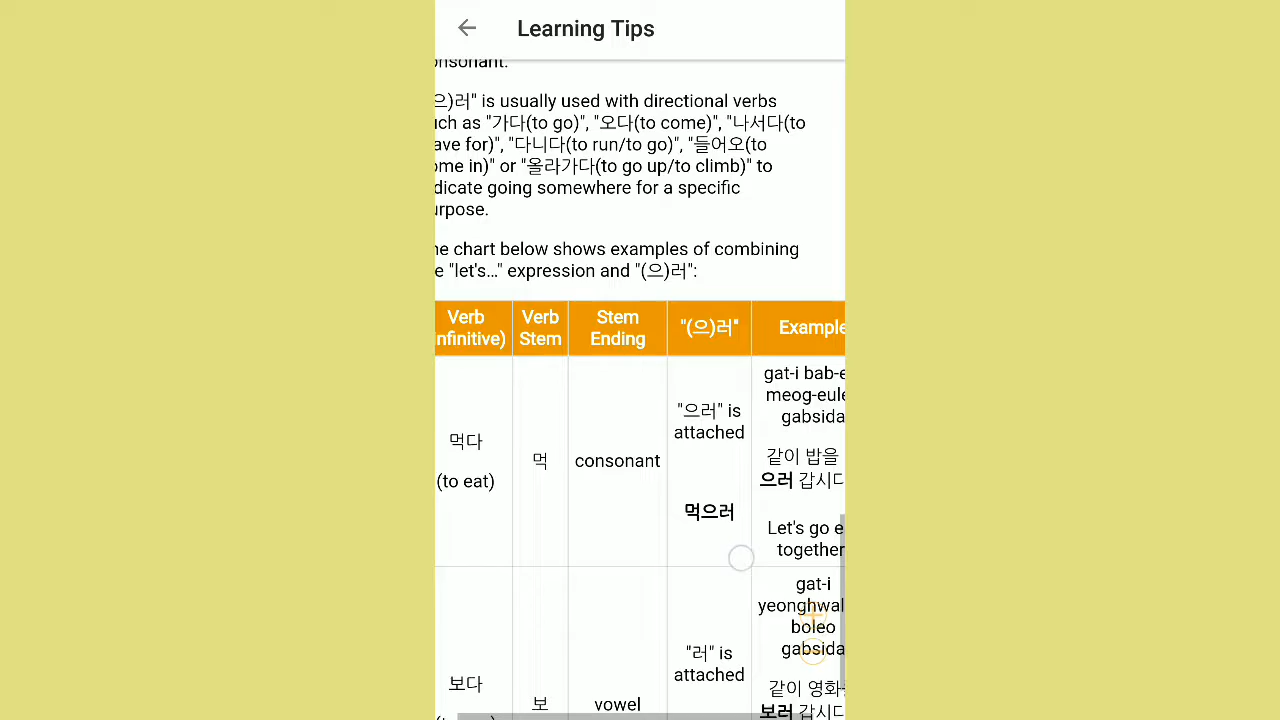 Learning Tips
onsonant.
으)러" is usually used with directional verbs
uch as "가다(to go)", "오다(to come)", "나서다(to
ave for)", "다니다(to run/to go)", "들어오(to
ome in)" or "올라가다(to go up/to climb)" to
dicate going somewhere for a specific
urpose.
he chart below shows examples of combining
e "let's…" expression and "(으)러":
Verb
nfinitive)
Verb
Stem
Stem
Ending
"(으)러"
Example
먹다
(to eat)
먹
consonant
"으러" is
attached
먹으러
gat-i bab-e
meog-eule
gabsida
같이 밥을
으러 갑시다
Let's go e
together
보다
보
vowel
"러" is
attached
gat-i
yeonghwal
boleo
gabsida
같이 영화
보러 갑시다